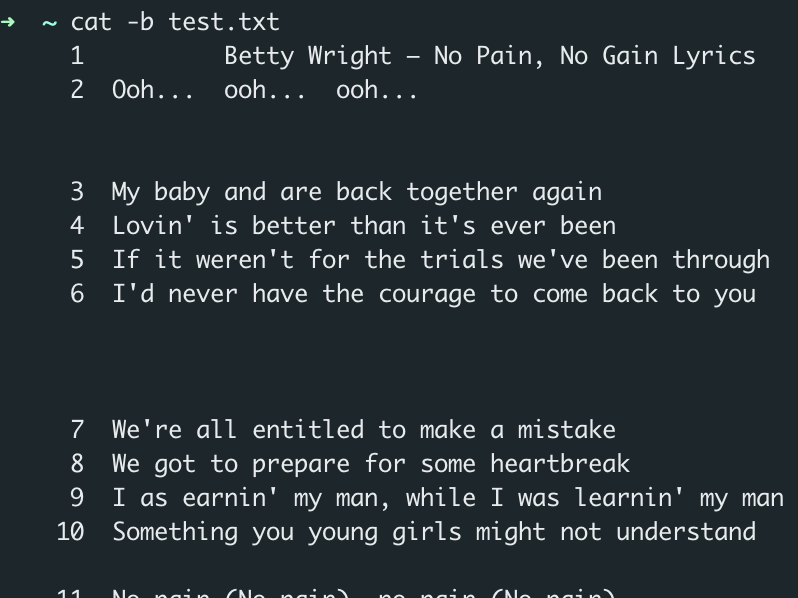 ➜  ~ cat -b test.txt
     1          Betty Wright – No Pain, No Gain Lyrics
     2  Ooh...  ooh...  ooh...
     3  My baby and are back together again
     4  Lovin' is better than it's ever been
     5  If it weren't for the trials we've been through
     6  I'd never have the courage to come back to you
     7  We're all entitled to make a mistake
     8  We got to prepare for some heartbreak
     9  I as earnin' my man, while I was learnin' my man
    10  Something you young girls might not understand
    11  No pain (No pain), no pain (No pain)